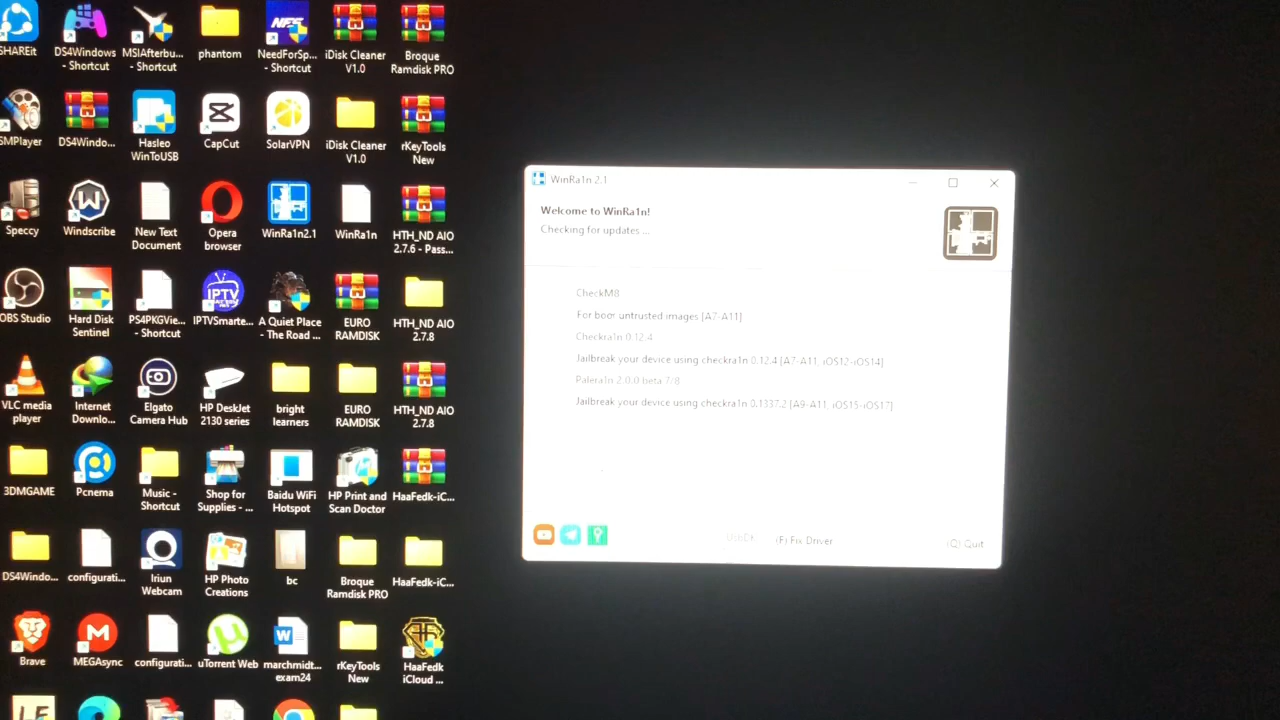 SHAREit
DS4Windows
- Shortcut
MSIAfterbu...
- Shortcut
phantom
NFS
NeedForSp...
- Shortcut
iDisk Cleaner
V1.0
Broque
Ramdisk PRO
SMPlayer
DS4Windo...
Hasleo
WinToUSB
CapCut
SolarVPN
iDisk Cleaner
V1.0
rKeyTools
New
Speccy
Windscribe
New Text
Document
Opera
browser
WinRa1n2.1
WinRa1n
HTH_ND AIO
2.7.6 - Pass...
OBS Studio
Hard Disk
Sentinel
PS4PKGVie...
- Shortcut
IPTV
IPTVSmarte...
A Quiet Place
- The Road ...
EURO
RAMDISK
HTH_ND AIO
2.7.8
VLC media
player
Internet
Downlo...
Elgato
Camera Hub
HP DeskJet
2130 series
bright
learners
EURO
RAMDISK
HTH_ND AIO
2.7.8
3DMGAME
Pcnema
Music -
Shortcut
Shop for
Supplies - ...
Baidu WiFi
Hotspot
HP Print and
Scan Doctor
HaaFedk-iC...
DS4Windo...
configurati...
Iriun
Webcam
HP Photo
Creations
bc
Broque
Ramdisk PRO
HaaFedk-iC...
Brave
MEGAsync
configurati...
uTorrent Web
marchmidt...
exam24
rKeyTools
New
HaaFedk
iCloud ...
LE
WinRa1n 2.1
Welcome to WinRa1n!
Checking for updates ...
CheckM8
For boot untrusted images [A7-A11]
Checkra1n 0.12.4
Jailbreak your device using checkra1n 0.12.4 [A7-A11, iOS12-iOS14]
Palera1n 2.0.0 beta 7/8
Jailbreak your device using checkra1n 0.1337.2 [A9-A11, iOS15-iOS17]
UsbDK
(F) Fix Driver
(Q) Quit